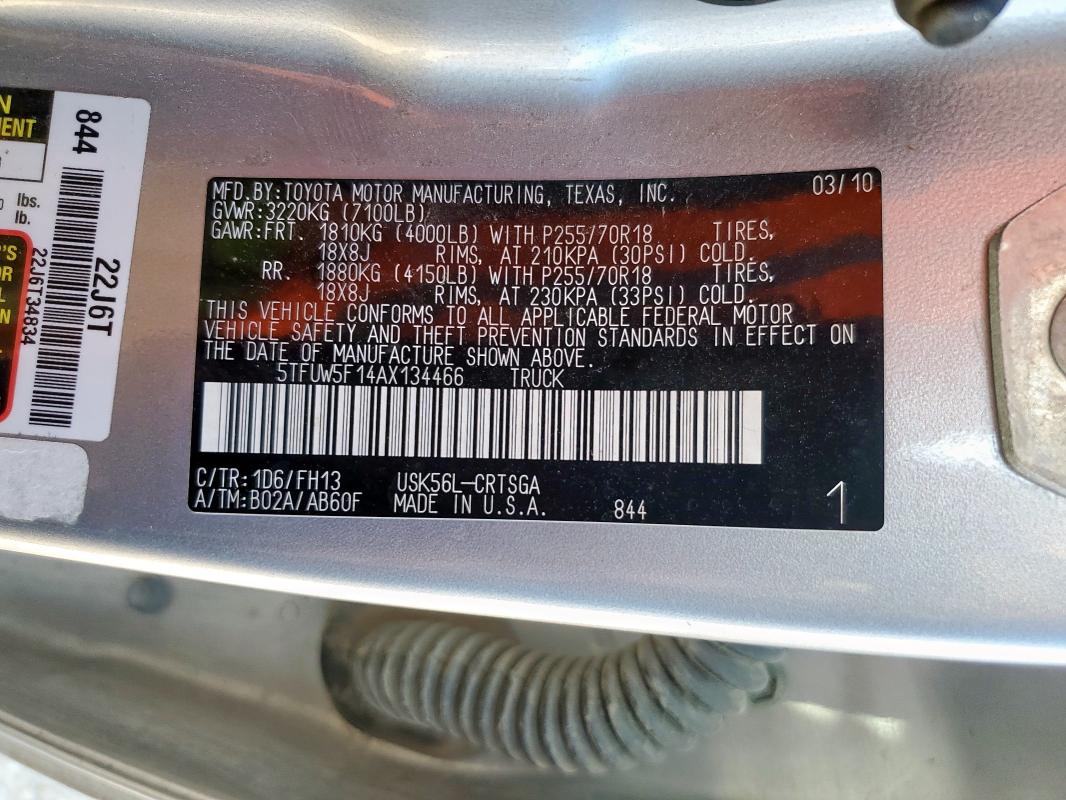 N
MENT
lbs.
lb.
844
22J6T
22J6T34834
MFD.BY:TOYOTA MOTOR MANUFACTURING, TEXAS, INC. 03/10
GVWR:3220KG (7100LB)
GAWR:FRT. 1810KG (4000LB) WITH P255/70R18 TIRES,
18X8J RIMS, AT 210KPA (30PSI) COLD.
RR. 1880KG (4150LB) WITH P255/70R18 TIRES,
18X8J RIMS, AT 230KPA (33PSI) COLD.
THIS VEHICLE CONFORMS TO ALL APPLICABLE FEDERAL MOTOR
VEHICLE SAFETY AND THEFT PREVENTION STANDARDS IN EFFECT ON
THE DATE OF MANUFACTURE SHOWN ABOVE.
5TFUW5F14AX134466 TRUCK
C/TR:1D6/FH13 USK56L-CRTSGA
A/TM:B02A/AB60F MADE IN U.S.A. 844 1